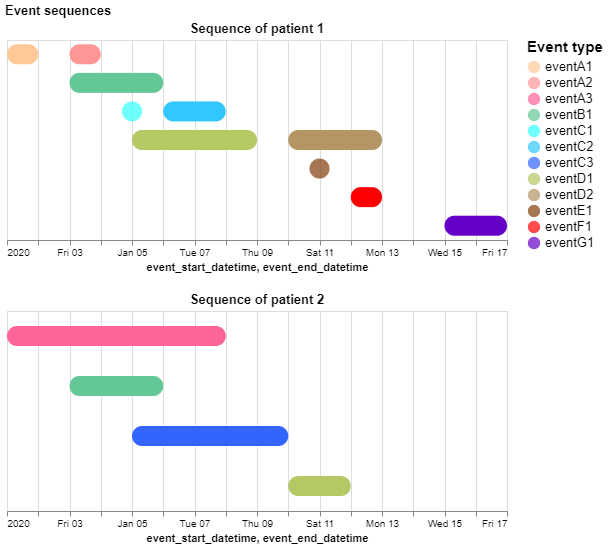 Event sequences
Sequence of patient 1
2020 Fri 03 Jan 05 Tue 07 Thu 09 Sat 11 Mon 13 Wed 15 Fri 17
event_start_datetime, event_end_datetime
Event type
eventA1
eventA2
eventA3
eventB1
eventC1
eventC2
eventC3
eventD1
eventD2
eventE1
eventF1
eventG1
Sequence of patient 2
2020 Fri 03 Jan 05 Tue 07 Thu 09 Sat 11 Mon 13 Wed 15 Fri 17
event_start_datetime, event_end_datetime